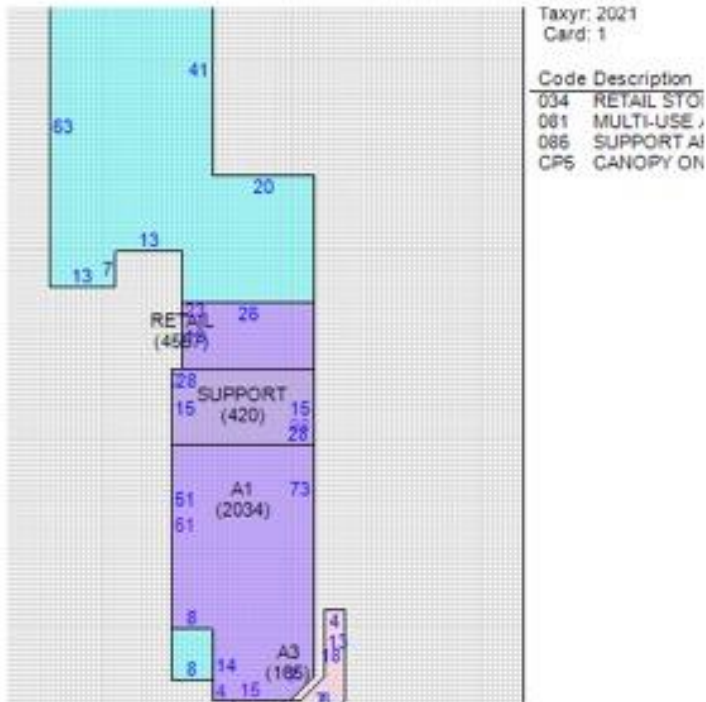 Taxyr: 2021
Card: 1
Code Description
034 RETAIL STO
081 MULTI-USE
086 SUPPORT
CP5 CANOPY ON
41
63
20
13
13 7
26
RETAIL
28
SUPPORT
15 15
(420)
28
A1
73
51
(2034)
61
8
4
13
A3
18
8 14
(185)
4 15